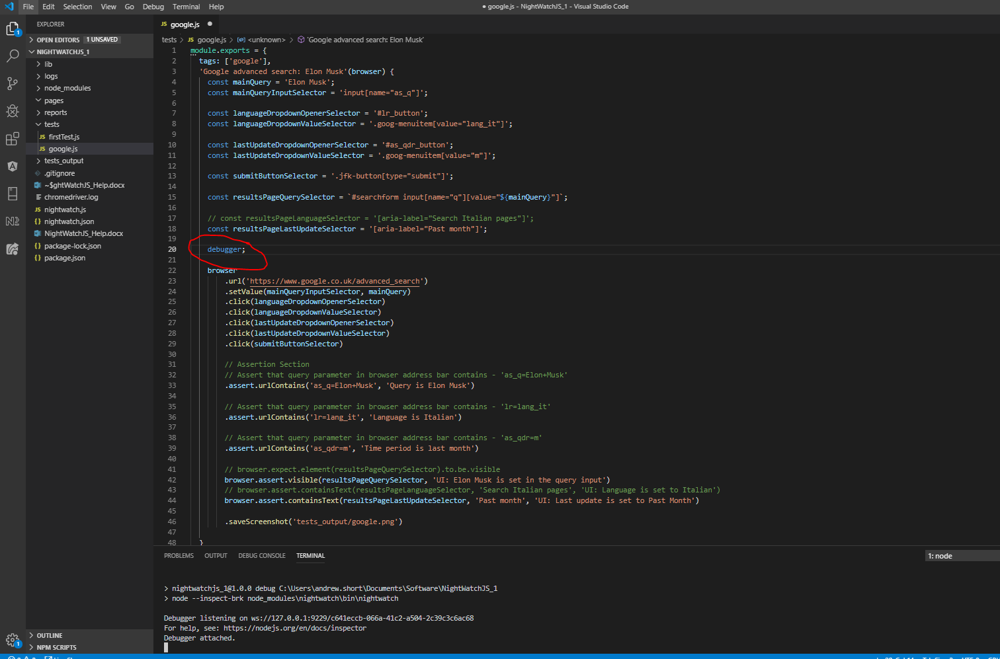 File Edit Selection View Go Debug Terminal Help
● google.js - NightWatchJS_1 - Visual Studio Code
EXPLORER
OPEN EDITORS 1 UNSAVED
NIGHTWATCHJS_1
lib
logs
node_modules
pages
reports
tests
JS firstTest.js
JS google.js
tests_output
.gitignore
~$ghtWatchJS_Help.docx
chromedriver.log
JS nightwatch.js
{} nightwatch.json
NightWatchJS_Help.docx
{} package-lock.json
{} package.json
OUTLINE
NPM SCRIPTS
1
1
JS google.js ●
tests > JS google.js > <unknown> > 'Google advanced search: Elon Musk'
1 module.exports = {
2 tags: ['google'],
3 'Google advanced search: Elon Musk'(browser) {
4 const mainQuery = 'Elon Musk';
5 const mainQueryInputSelector = 'input[name="as_q"]';
6
7 const languageDropdownOpenerSelector = '#lr_button';
8 const languageDropdownValueSelector = '.goog-menuitem[value="lang_it"]';
9
10 const lastUpdateDropdownOpenerSelector = '#as_qdr_button';
11 const lastUpdateDropdownValueSelector = '.goog-menuitem[value="m"]';
12
13 const submitButtonSelector = '.jfk-button[type="submit"]';
14
15 const resultsPageQuerySelector = `#searchform input[name="q"][value="${mainQuery}"]`;
16
17 // const resultsPageLanguageSelector = '[aria-label="Search Italian pages"]';
18 const resultsPageLastUpdateSelector = '[aria-label="Past month"]';
19
20 debugger;
21
22 browser
23 .url('https://www.google.co.uk/advanced_search')
24 .setValue(mainQueryInputSelector, mainQuery)
25 .click(languageDropdownOpenerSelector)
26 .click(languageDropdownValueSelector)
27 .click(lastUpdateDropdownOpenerSelector)
28 .click(lastUpdateDropdownValueSelector)
29 .click(submitButtonSelector)
30
31 // Assertion Section
32 // Assert that query parameter in browser address bar contains - 'as_q=Elon+Musk'
33 .assert.urlContains('as_q=Elon+Musk', 'Query is Elon Musk')
34
35 // Assert that query parameter in browser address bar contains - 'lr=lang_it'
36 .assert.urlContains('lr=lang_it', 'Language is Italian')
37
38 // Assert that query parameter in browser address bar contains - 'as_qdr=m'
39 .assert.urlContains('as_qdr=m', 'Time period is last month')
40
41 // browser.expect.element(resultsPageQuerySelector).to.be.visible
42 browser.assert.visible(resultsPageQuerySelector, 'UI: Elon Musk is set in the query input')
43 // browser.assert.containsText(resultsPageLanguageSelector, 'Search Italian pages', 'UI: Language is set to Italian')
44 browser.assert.containsText(resultsPageLastUpdateSelector, 'Past month', 'UI: Last update is set to Past Month')
45
46 .saveScreenshot('tests_output/google.png')
47
48 }
PROBLEMS OUTPUT DEBUG CONSOLE TERMINAL
1: node
> nightwatchjs_1@1.0.0 debug C:\Users\andrew.short\Documents\Software\NightWatchJS_1
> node --inspect-brk node_modules\nightwatch\bin\nightwatch
Debugger listening on ws://127.0.0.1:9229/c641eccb-066a-41c2-a504-2c39c3c6ac68
For help, see: https://nodejs.org/en/docs/inspector
Debugger attached.